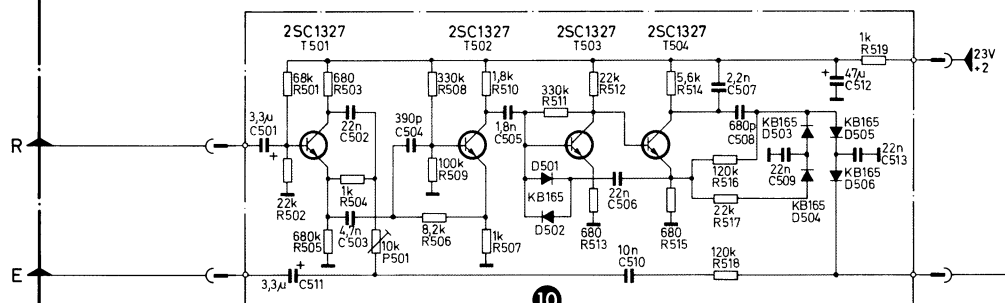 2SC1327
T501
2SC1327
T502
2SC1327
T503
2SC1327
T504
1k
R519
23V
+2
68k
R501
680
R503
330k
R508
1,8k
R510
22k
R512
5,6k
R514
2,2n
C507
+
47µ
C512
330k
R511
3,3µ
C501
+
22n
C502
390p
C504
1,8n
C505
680p
C508
KB165
D503
KB165
D505
R
100k
R509
D501
KB165
D502
22n
C506
120k
R516
22n
C509
22n
C513
KB165
D506
KB165
D504
22k
R502
1k
R504
22k
R517
680k
R505
4,7n
C503
10k
P501
8,2k
R506
1k
R507
680
R513
680
R515
E
3,3µ
C511
+
10n
C510
120k
R518
10